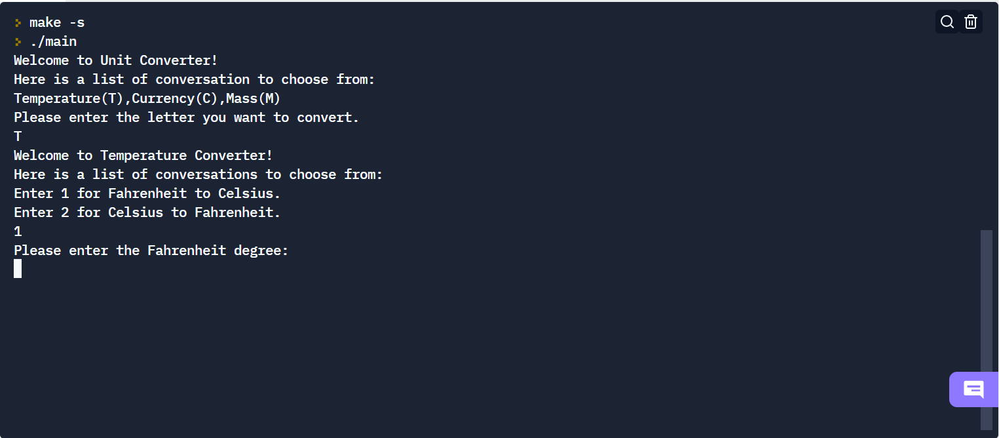 make -s
./main
Welcome to Unit Converter!
Here is a list of conversation to choose from:
Temperature(T),Currency(C),Mass(M)
Please enter the letter you want to convert.
T
Welcome to Temperature Converter!
Here is a list of conversations to choose from:
Enter 1 for Fahrenheit to Celsius.
Enter 2 for Celsius to Fahrenheit.
1
Please enter the Fahrenheit degree: